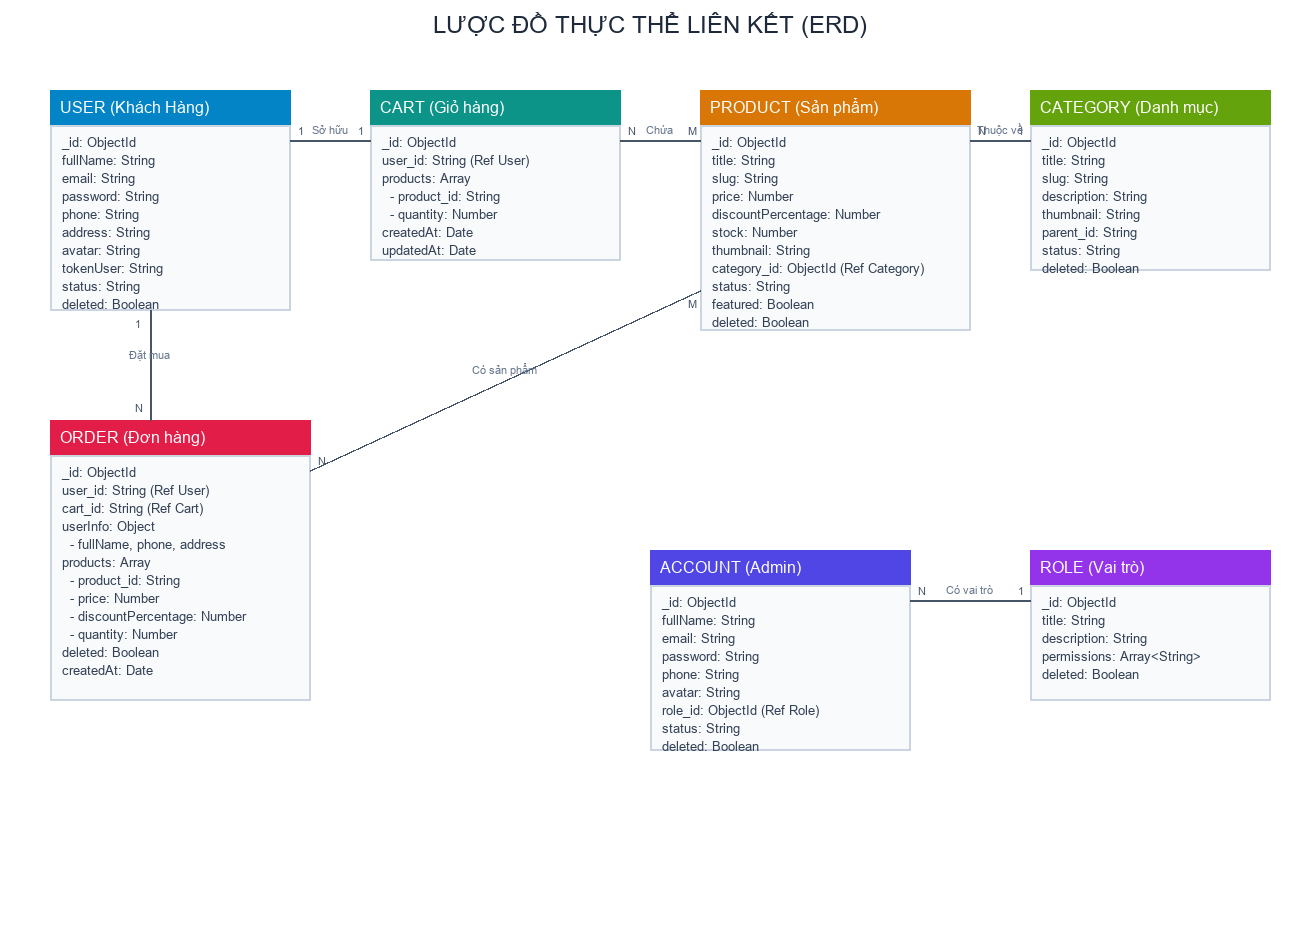 LƯỢC ĐỒ THỰC THỂ LIÊN KẾT (ERD)
USER (Khách Hàng)
_id: ObjectId
fullName: String
email: String
password: String
phone: String
address: String
avatar: String
tokenUser: String
status: String
deleted: Boolean
1
Sở hữu
1
CART (Giỏ hàng)
_id: ObjectId
user_id: String (Ref User)
products: Array
- product_id: String
- quantity: Number
createdAt: Date
updatedAt: Date
N
Chứa
M
PRODUCT (Sản phẩm)
_id: ObjectId
title: String
slug: String
price: Number
discountPercentage: Number
stock: Number
thumbnail: String
category_id: ObjectId (Ref Category)
status: String
featured: Boolean
deleted: Boolean
N
Thuộc về
1
CATEGORY (Danh mục)
_id: ObjectId
title: String
slug: String
description: String
thumbnail: String
parent_id: String
status: String
deleted: Boolean
1
Đặt mua
N
M
Có sản phẩm
N
ORDER (Đơn hàng)
_id: ObjectId
user_id: String (Ref User)
cart_id: String (Ref Cart)
userInfo: Object
- fullName, phone, address
products: Array
- product_id: String
- price: Number
- discountPercentage: Number
- quantity: Number
deleted: Boolean
createdAt: Date
ACCOUNT (Admin)
_id: ObjectId
fullName: String
email: String
password: String
phone: String
avatar: String
role_id: ObjectId (Ref Role)
status: String
deleted: Boolean
N
Có vai trò
1
ROLE (Vai trò)
_id: ObjectId
title: String
description: String
permissions: Array<String>
deleted: Boolean